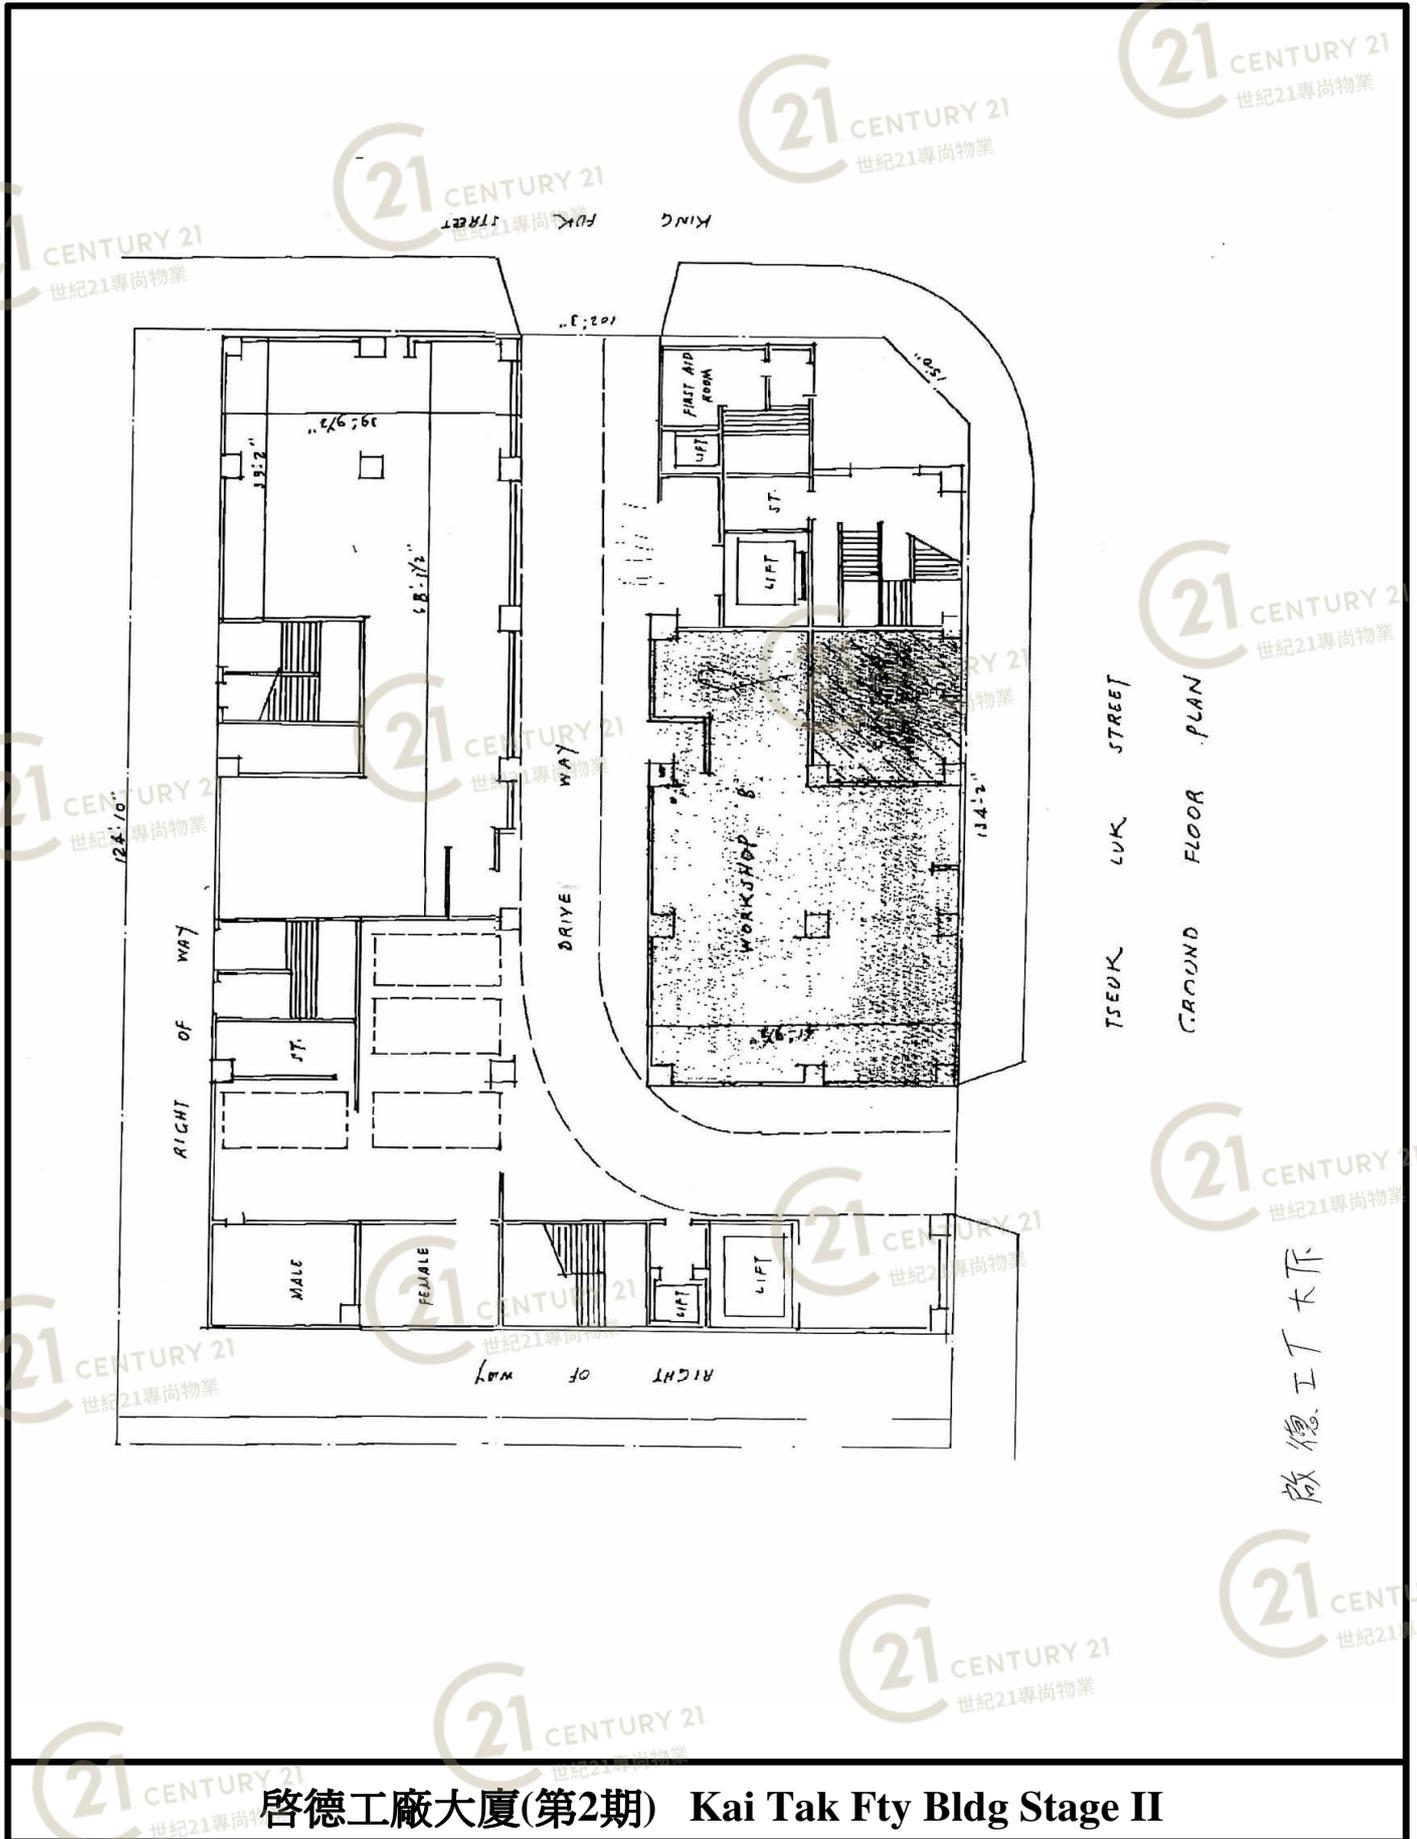 KING FUK STREET
102'-3"
15'-0"
FIRST AID
ROOM
LIFT
ST.
LIFT
39'-9½"
39'-2"
68'-1½"
124'-10"
134'-2"
DRIVE WAY
WORKSHOP B
RIGHT OF WAY
ST.
MALE
FEMALE
LIFT
LIFT
RIGHT OF WAY
TSEUK LUK STREET
GROUND FLOOR PLAN
啟德工厂大下
啓德工廠大廈(第2期) Kai Tak Fty Bldg Stage II
CENTURY 21
世紀21專尚物業